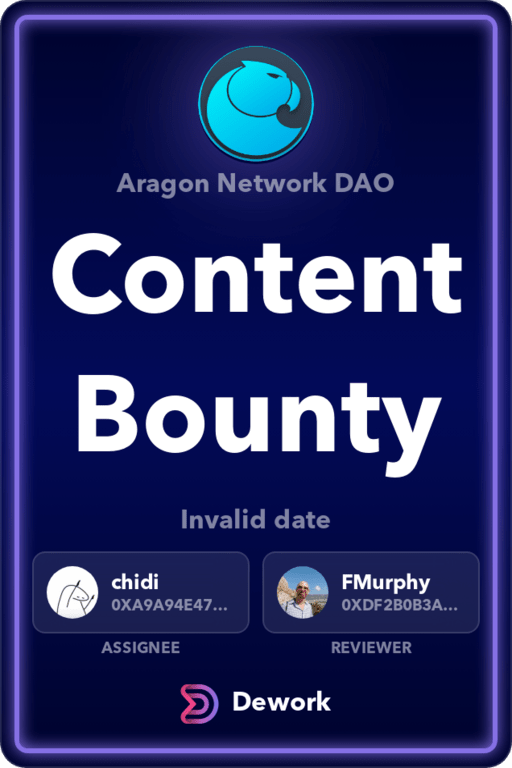 Aragon Network DAO
Content
Bounty
Invalid date
chidi
0XA9A94E47...
FMurphy
0XDF2B0B3A...
ASSIGNEE
REVIEWER
Dework